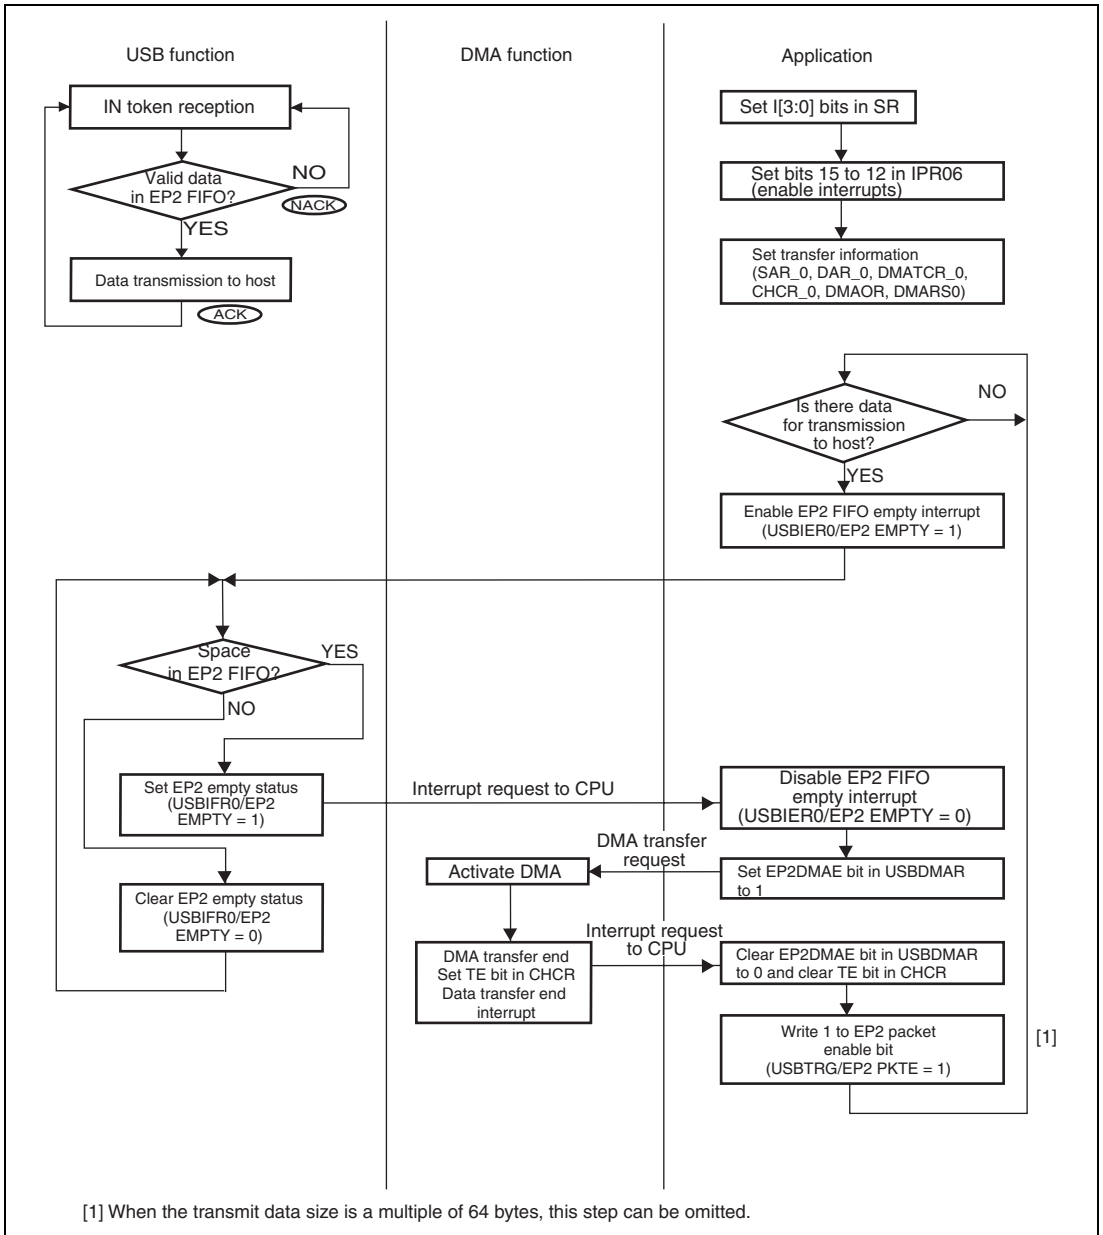 USB function
DMA function
Application
IN token reception
Valid data
in EP2 FIFO?
NO
NACK
YES
Data transmission to host
ACK
Set I[3:0] bits in SR
Set bits 15 to 12 in IPR06
(enable interrupts)
Set transfer information
(SAR_0, DAR_0, DMATCR_0,
CHCR_0, DMAOR, DMARS0)
Is there data
for transmission
to host?
NO
YES
Enable EP2 FIFO empty interrupt
(USBIER0/EP2 EMPTY = 1)
Space
in EP2 FIFO?
YES
NO
Set EP2 empty status
(USBIFR0/EP2
EMPTY = 1)
Interrupt request to CPU
Disable EP2 FIFO
empty interrupt
(USBIER0/EP2 EMPTY = 0)
DMA transfer
request
Activate DMA
Set EP2DMAE bit in USBDMAR
to 1
Clear EP2 empty status
(USBIFR0/EP2
EMPTY = 0)
Interrupt request
to CPU
DMA transfer end
Set TE bit in CHCR
Data transfer end
interrupt
Clear EP2DMAE bit in USBDMAR
to 0 and clear TE bit in CHCR
Write 1 to EP2 packet
enable bit
(USBTRG/EP2 PKTE = 1)
[1]
[1] When the transmit data size is a multiple of 64 bytes, this step can be omitted.